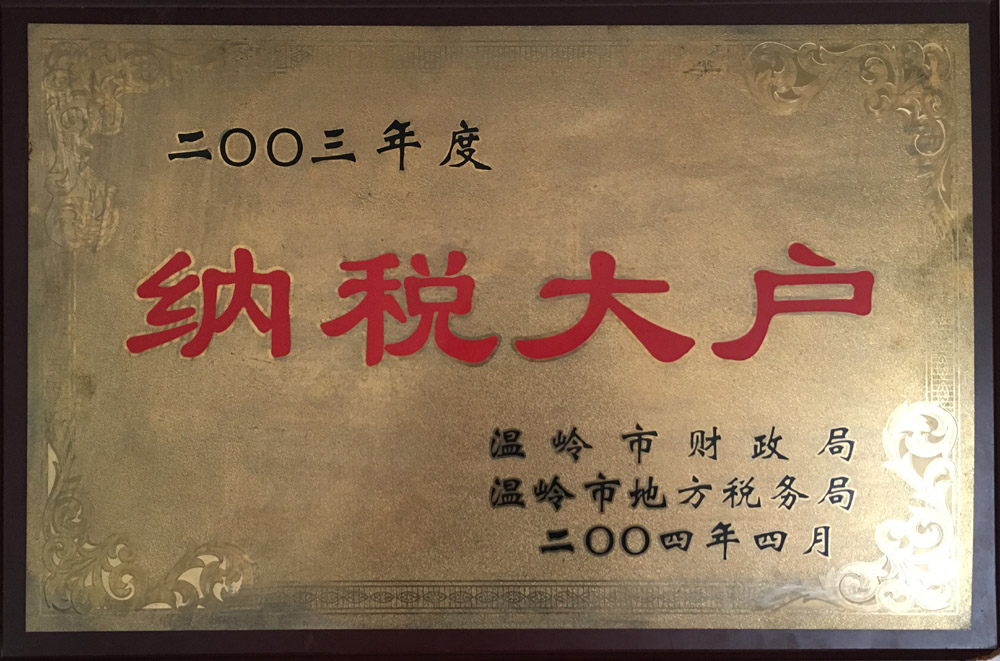 二〇〇三年度
纳税大户
温岭市财政局
温岭市地方税务局
二〇〇四年四月